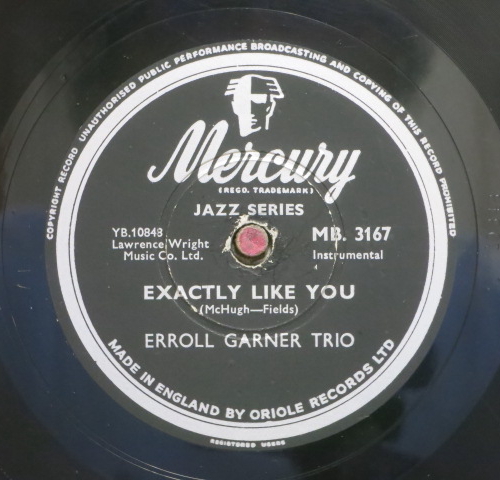 COPYRIGHT RECORD UNAUTHORISED PUBLIC PERFORMANCE BROADCASTING AND COPYING OF THIS RECORD PROHIBITED
Mercury
(REGD. TRADEMARK)
JAZZ SERIES
YB.10848
Lawrence Wright
Music Co. Ltd.
MB. 3167
Instrumental
EXACTLY LIKE YOU
(McHugh—Fields)
ERROLL GARNER TRIO
MADE IN ENGLAND BY ORIOLE RECORDS LTD
REGISTERED USERS